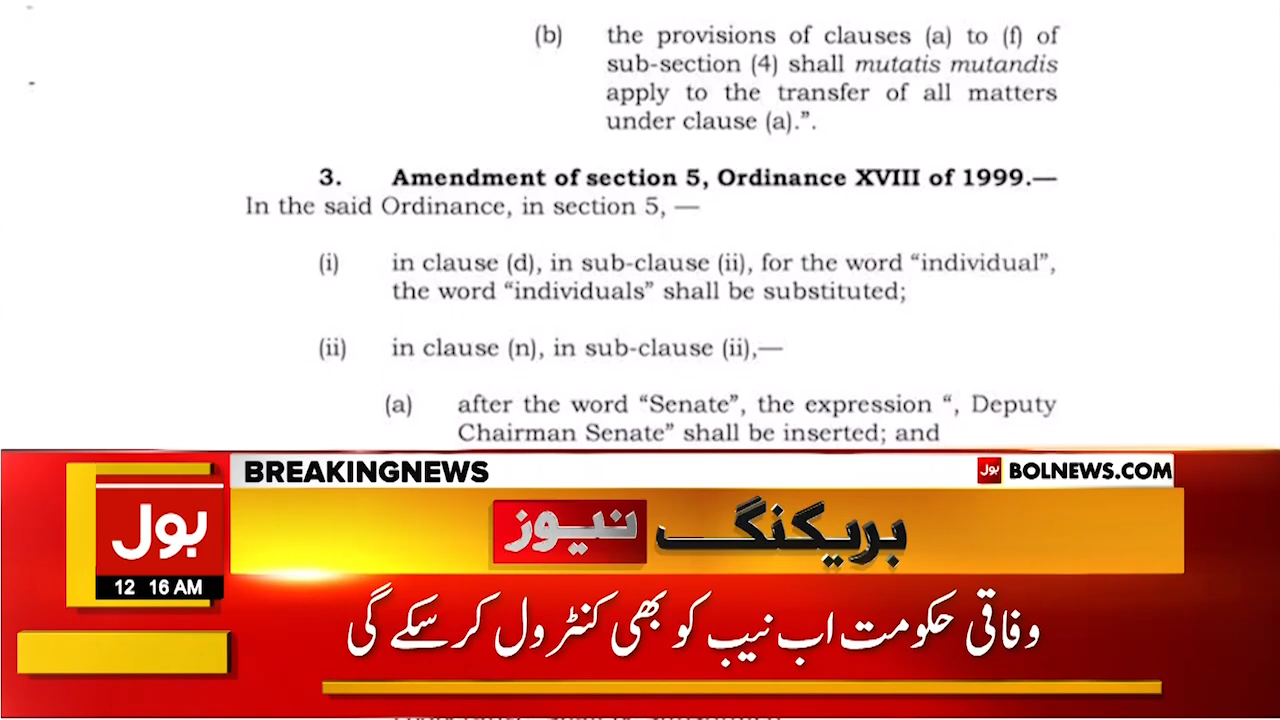 (b) the provisions of clauses (a) to (f) of
sub-section (4) shall mutatis mutandis
apply to the transfer of all matters
under clause (a).”.
3. Amendment of section 5, Ordinance XVIII of 1999.—
In the said Ordinance, in section 5, —
(i) in clause (d), in sub-clause (ii), for the word “individual”,
the word “individuals” shall be substituted;
(ii) in clause (n), in sub-clause (ii),—
(a) after the word “Senate”, the expression “, Deputy
Chairman Senate” shall be inserted; and
BREAKINGNEWS
بول BOLNEWS.COM
بریکنگ نیوز
بول
12 16 AM
وفاقی حکومت اب نیب کو بھی کنٹرول کر سکے گی